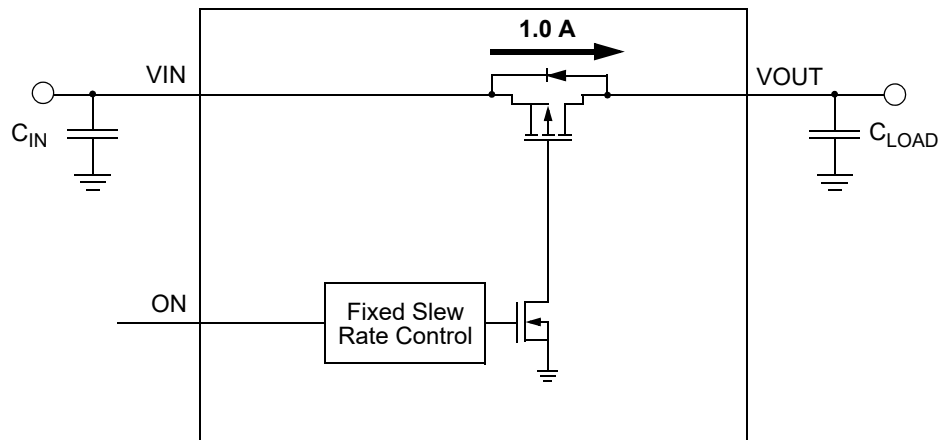 1.0 A
VIN
VOUT
CIN
CLOAD
ON
Fixed Slew
Rate Control